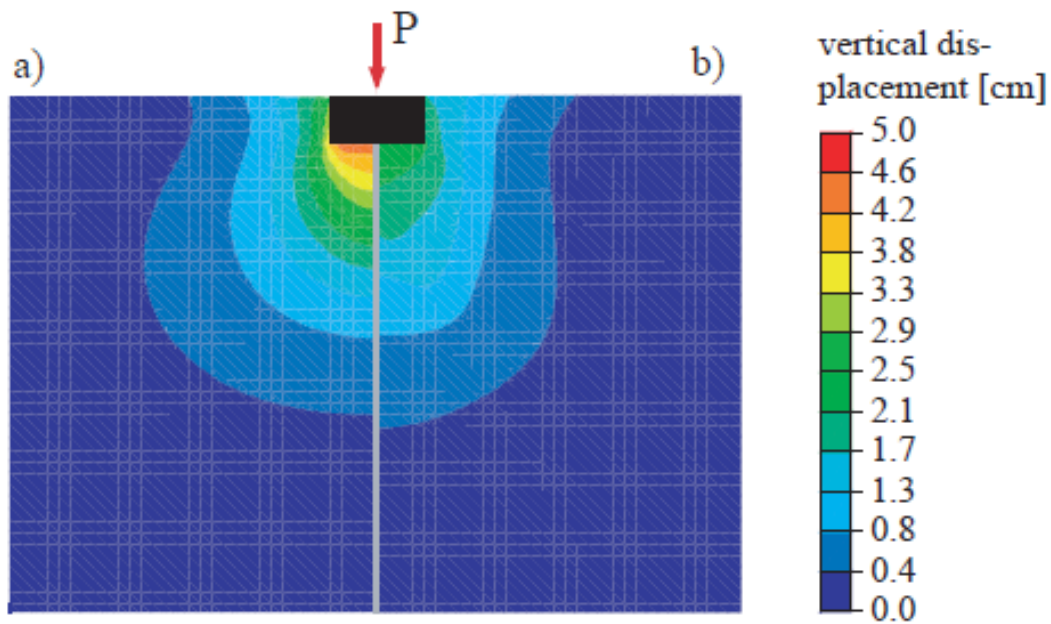 P
a)
b)
vertical dis-
placement [cm]
5.0
4.6
4.2
3.8
3.3
2.9
2.5
2.1
1.7
1.3
0.8
0.4
0.0